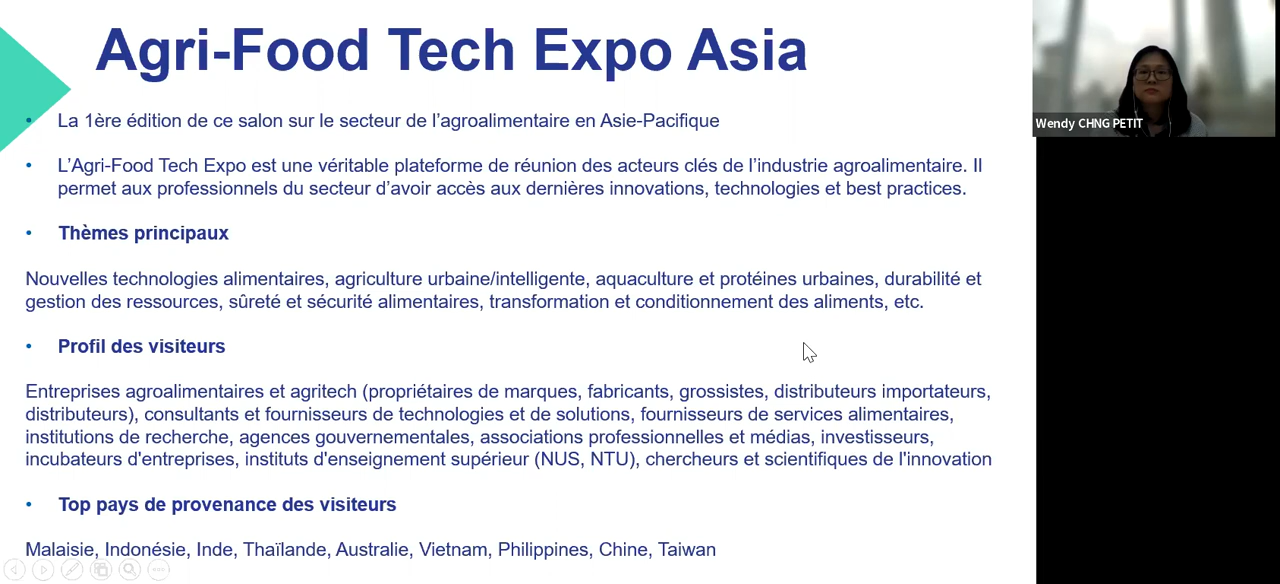 Agri-Food Tech Expo Asia
• La 1ère édition de ce salon sur le secteur de l’agroalimentaire en Asie-Pacifique
• L’Agri-Food Tech Expo est une véritable plateforme de réunion des acteurs clés de l’industrie agroalimentaire. Il
permet aux professionnels du secteur d’avoir accès aux dernières innovations, technologies et best practices.
• Thèmes principaux
Nouvelles technologies alimentaires, agriculture urbaine/intelligente, aquaculture et protéines urbaines, durabilité et
gestion des ressources, sûreté et sécurité alimentaires, transformation et conditionnement des aliments, etc.
• Profil des visiteurs
Entreprises agroalimentaires et agritech (propriétaires de marques, fabricants, grossistes, distributeurs importateurs,
distributeurs), consultants et fournisseurs de technologies et de solutions, fournisseurs de services alimentaires,
institutions de recherche, agences gouvernementales, associations professionnelles et médias, investisseurs,
incubateurs d'entreprises, instituts d'enseignement supérieur (NUS, NTU), chercheurs et scientifiques de l'innovation
• Top pays de provenance des visiteurs
Malaisie, Indonésie, Inde, Thaïlande, Australie, Vietnam, Philippines, Chine, Taiwan
Wendy CHNG PETIT